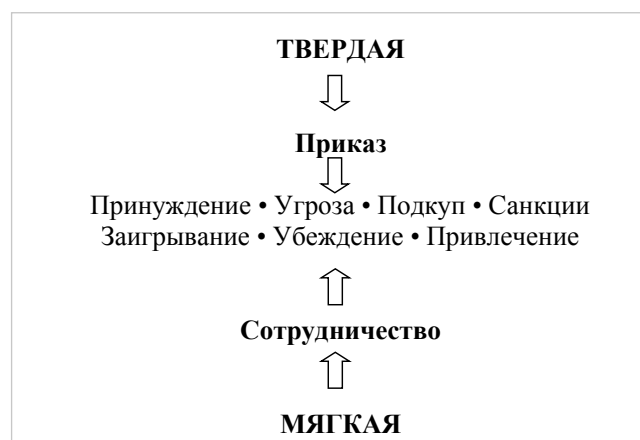 ТВЕРДАЯ
Приказ
Принуждение • Угроза • Подкуп • Санкции
Заигрывание • Убеждение • Привлечение
Сотрудничество
МЯГКАЯ